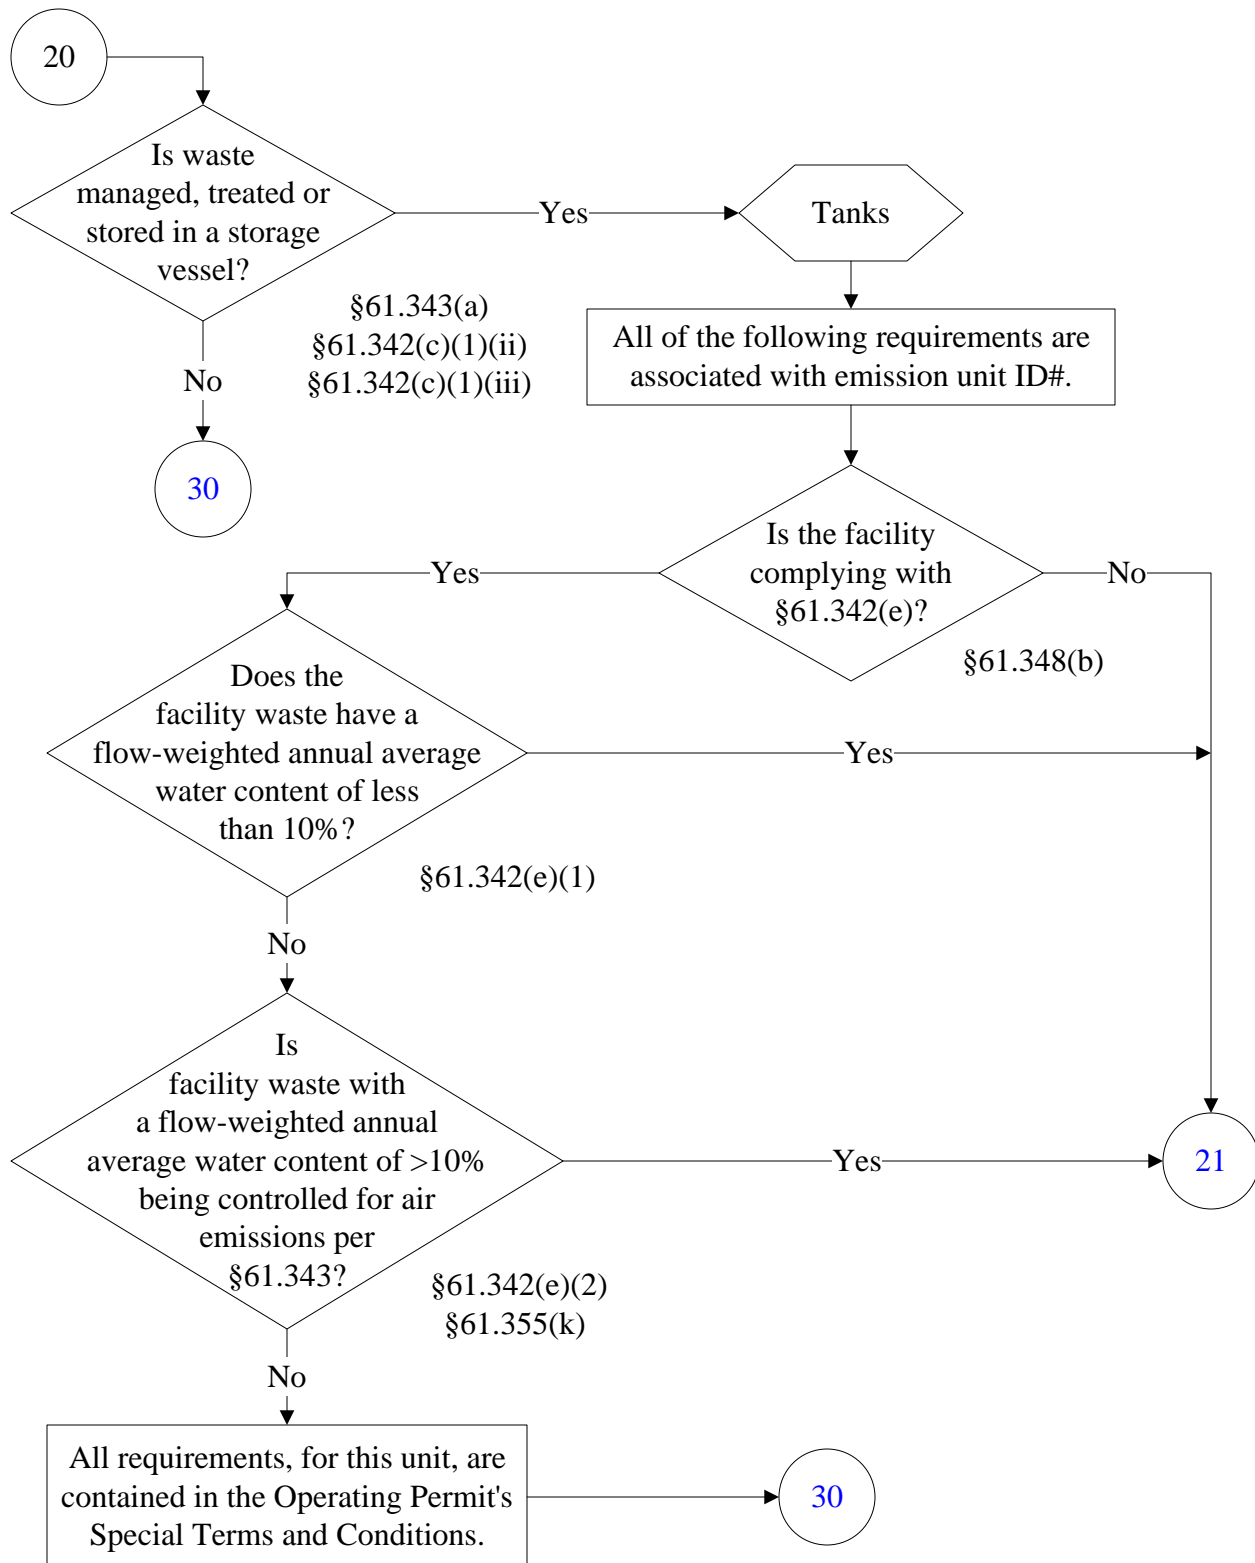 20
Is waste
managed, treated or
stored in a storage
vessel?
Yes
Tanks
§61.343(a)
§61.342(c)(1)(ii)
§61.342(c)(1)(iii)
No
30
All of the following requirements are
associated with emission unit ID#.
Is the facility
complying with
§61.342(e)?
Yes
No
§61.348(b)
Does the
facility waste have a
flow-weighted annual average
water content of less
than 10%?
Yes
§61.342(e)(1)
No
Is
facility waste with
a flow-weighted annual
average water content of >10%
being controlled for air
emissions per
§61.343?
Yes
21
§61.342(e)(2)
§61.355(k)
No
All requirements, for this unit, are
contained in the Operating Permit's
Special Terms and Conditions.
30